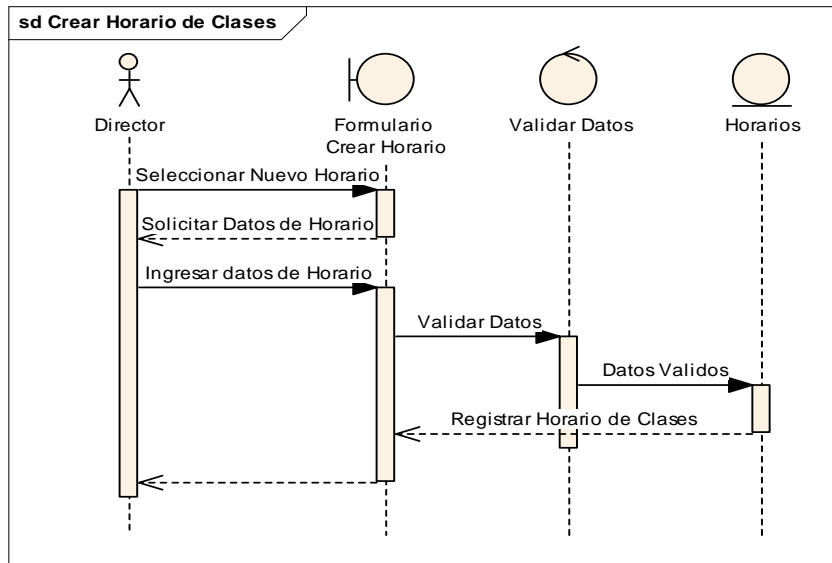 sd Crear Horario de Clases
Director
Formulario
Crear Horario
Validar Datos
Horarios
Seleccionar Nuevo Horario
Solicitar Datos de Horario
Ingresar datos de Horario
Validar Datos
Datos Validos
Registrar Horario de Clases